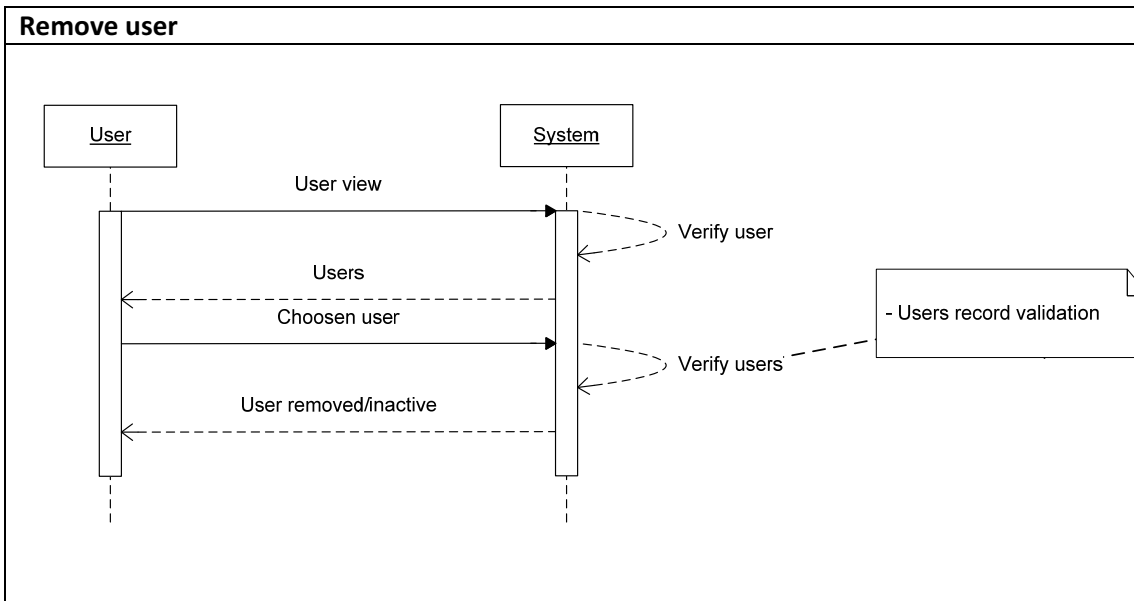 Remove user
User
System
User view
Verify user
Users
- Users record validation
Choosen user
Verify users
User removed/inactive